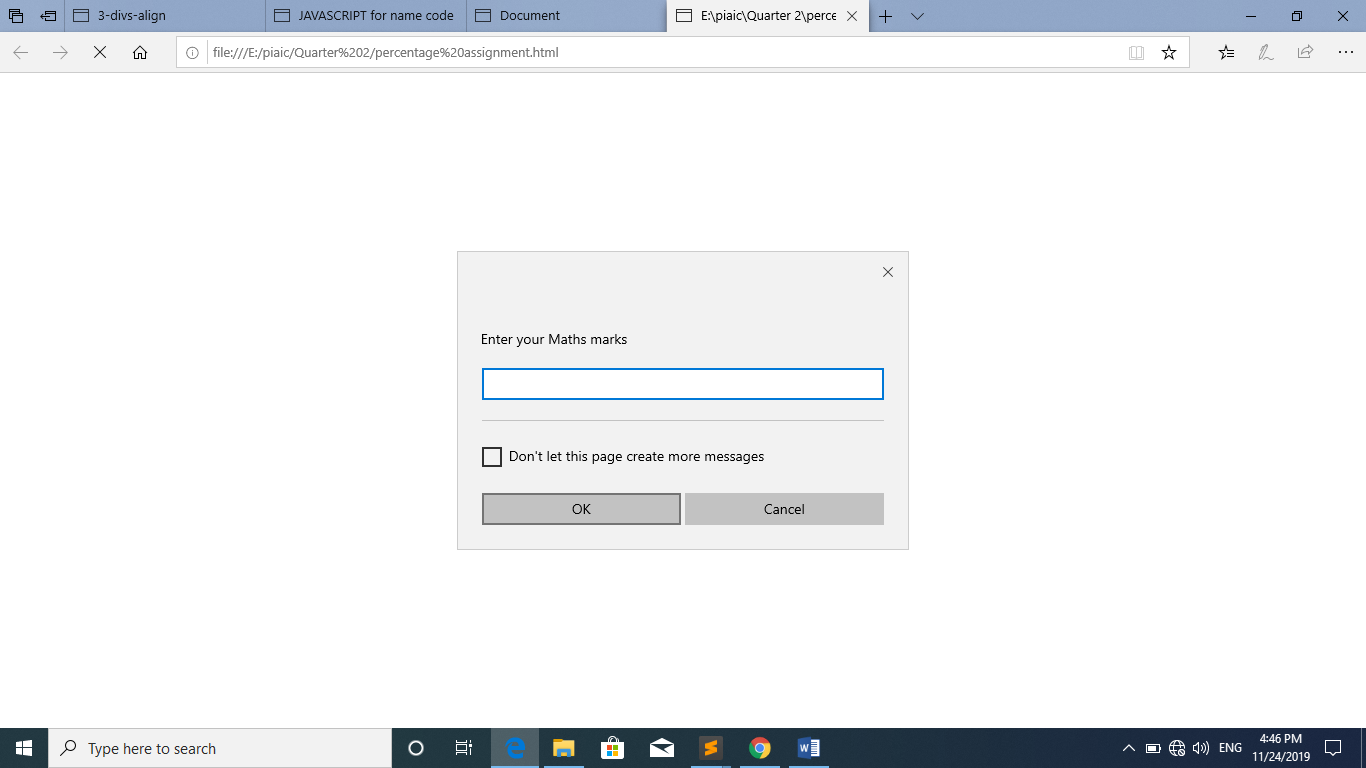 3-divs-align
JAVASCRIPT for name code
Document
E:\piaic\Quarter 2\perce
file:///E:/piaic/Quarter%202/percentage%20assignment.html
Enter your Maths marks
Don't let this page create more messages
OK
Cancel
Type here to search
ENG
4:46 PM
11/24/2019